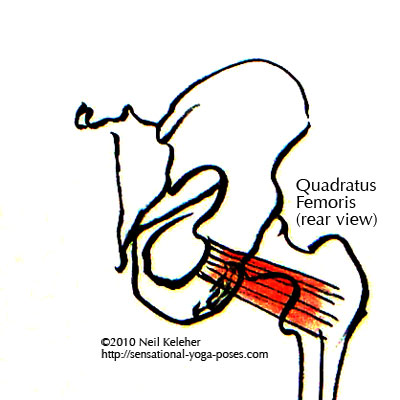 Quadratus
Femoris
(rear view)
©2010 Neil Keleher
http://sensational-yoga-poses.com